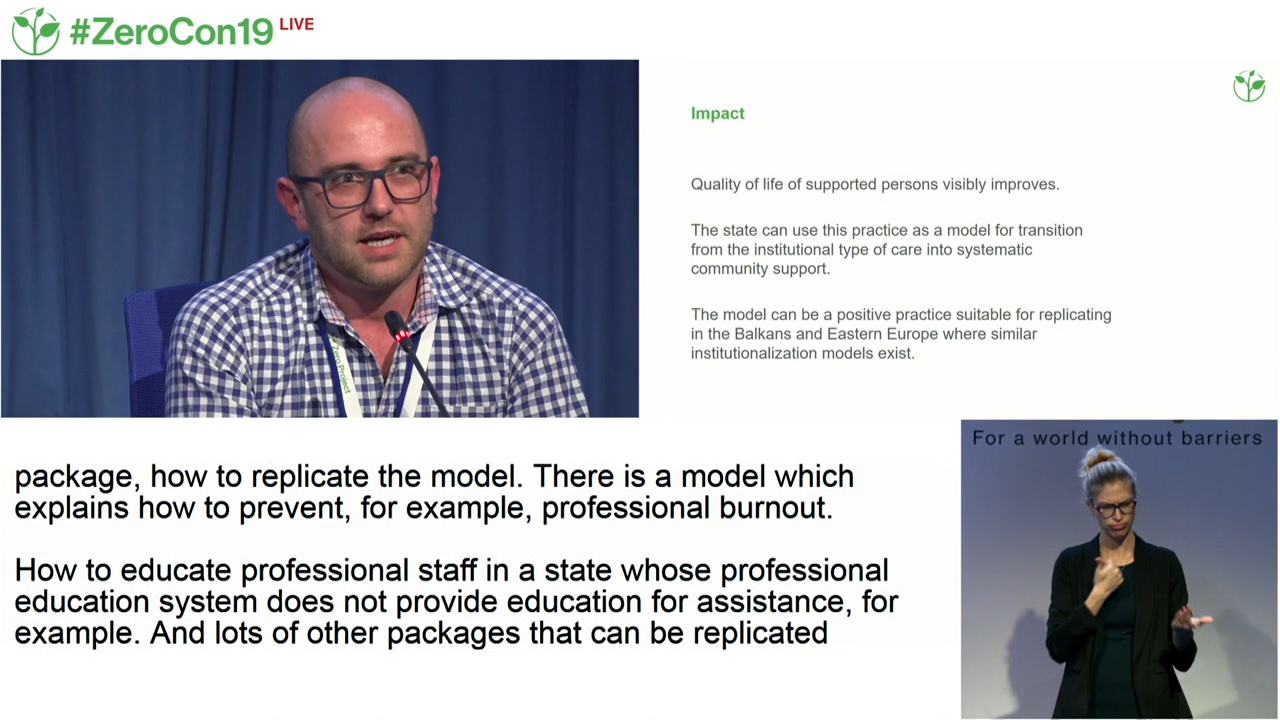 #ZeroCon19 LIVE
Impact
Quality of life of supported persons visibly improves.
The state can use this practice as a model for transition
from the institutional type of care into systematic
community support.
The model can be a positive practice suitable for replicating
in the Balkans and Eastern Europe where similar
institutionalization models exist.
Zero Project
package, how to replicate the model. There is a model which
explains how to prevent, for example, professional burnout.
How to educate professional staff in a state whose professional
education system does not provide education for assistance, for
example. And lots of other packages that can be replicated
For a world without barriers